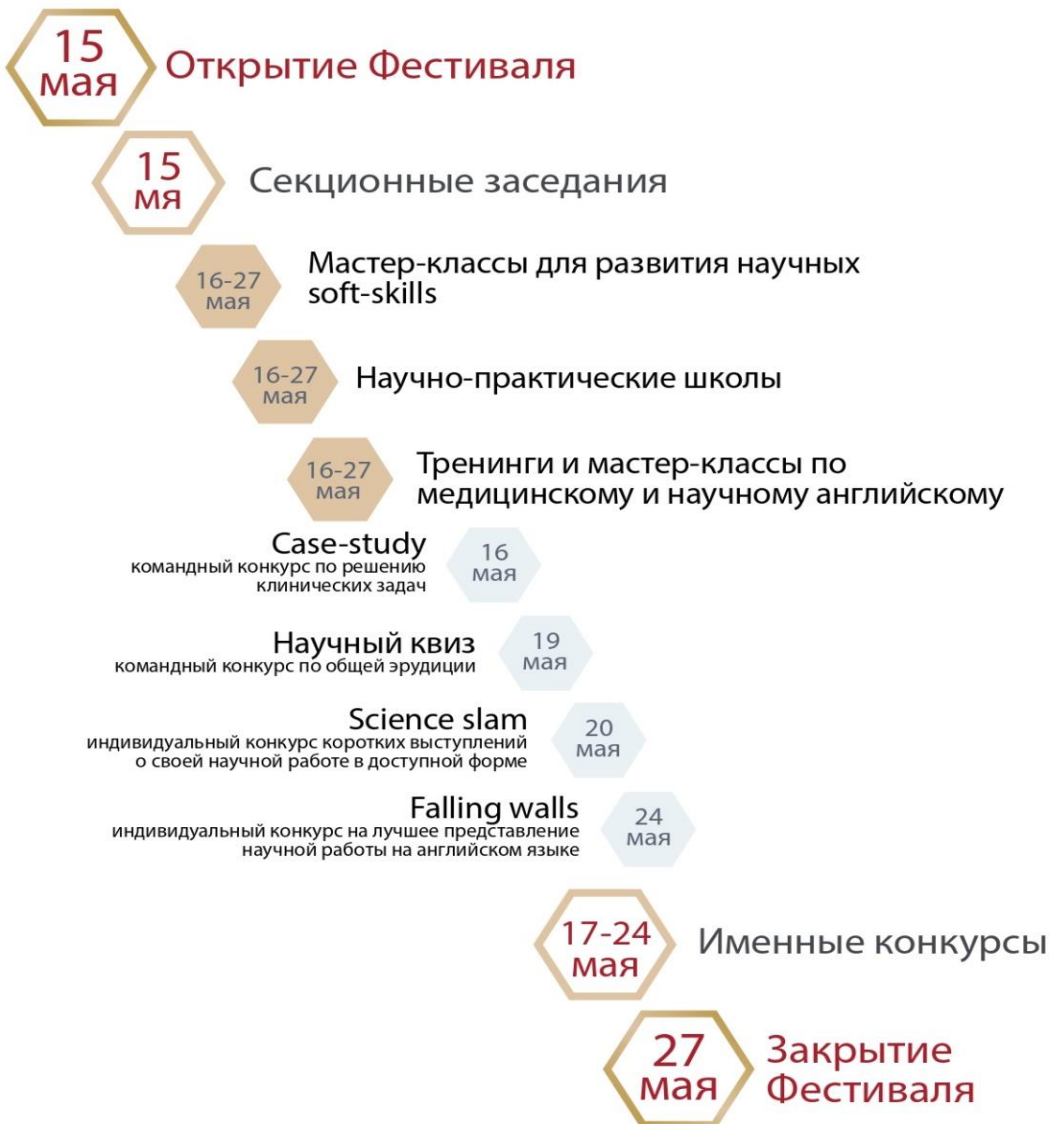 15
мая
Открытие Фестиваля
15
мя
Секционные заседания
16-27
мая
Мастер-классы для развития научных
soft-skills
16-27
мая
Научно-практические школы
16-27
мая
Тренинги и мастер-классы по
медицинскому и научному английскому
Case-study
командный конкурс по решению
клинических задач
16
мая
Научный квиз
командный конкурс по общей эрудиции
19
мая
Science slam
индивидуальный конкурс коротких выступлений
о своей научной работе в доступной форме
20
мая
Falling walls
индивидуальный конкурс на лучшее представление
научной работы на английском языке
24
мая
17-24
мая
Именные конкурсы
27
мая
Закрытие
Фестиваля